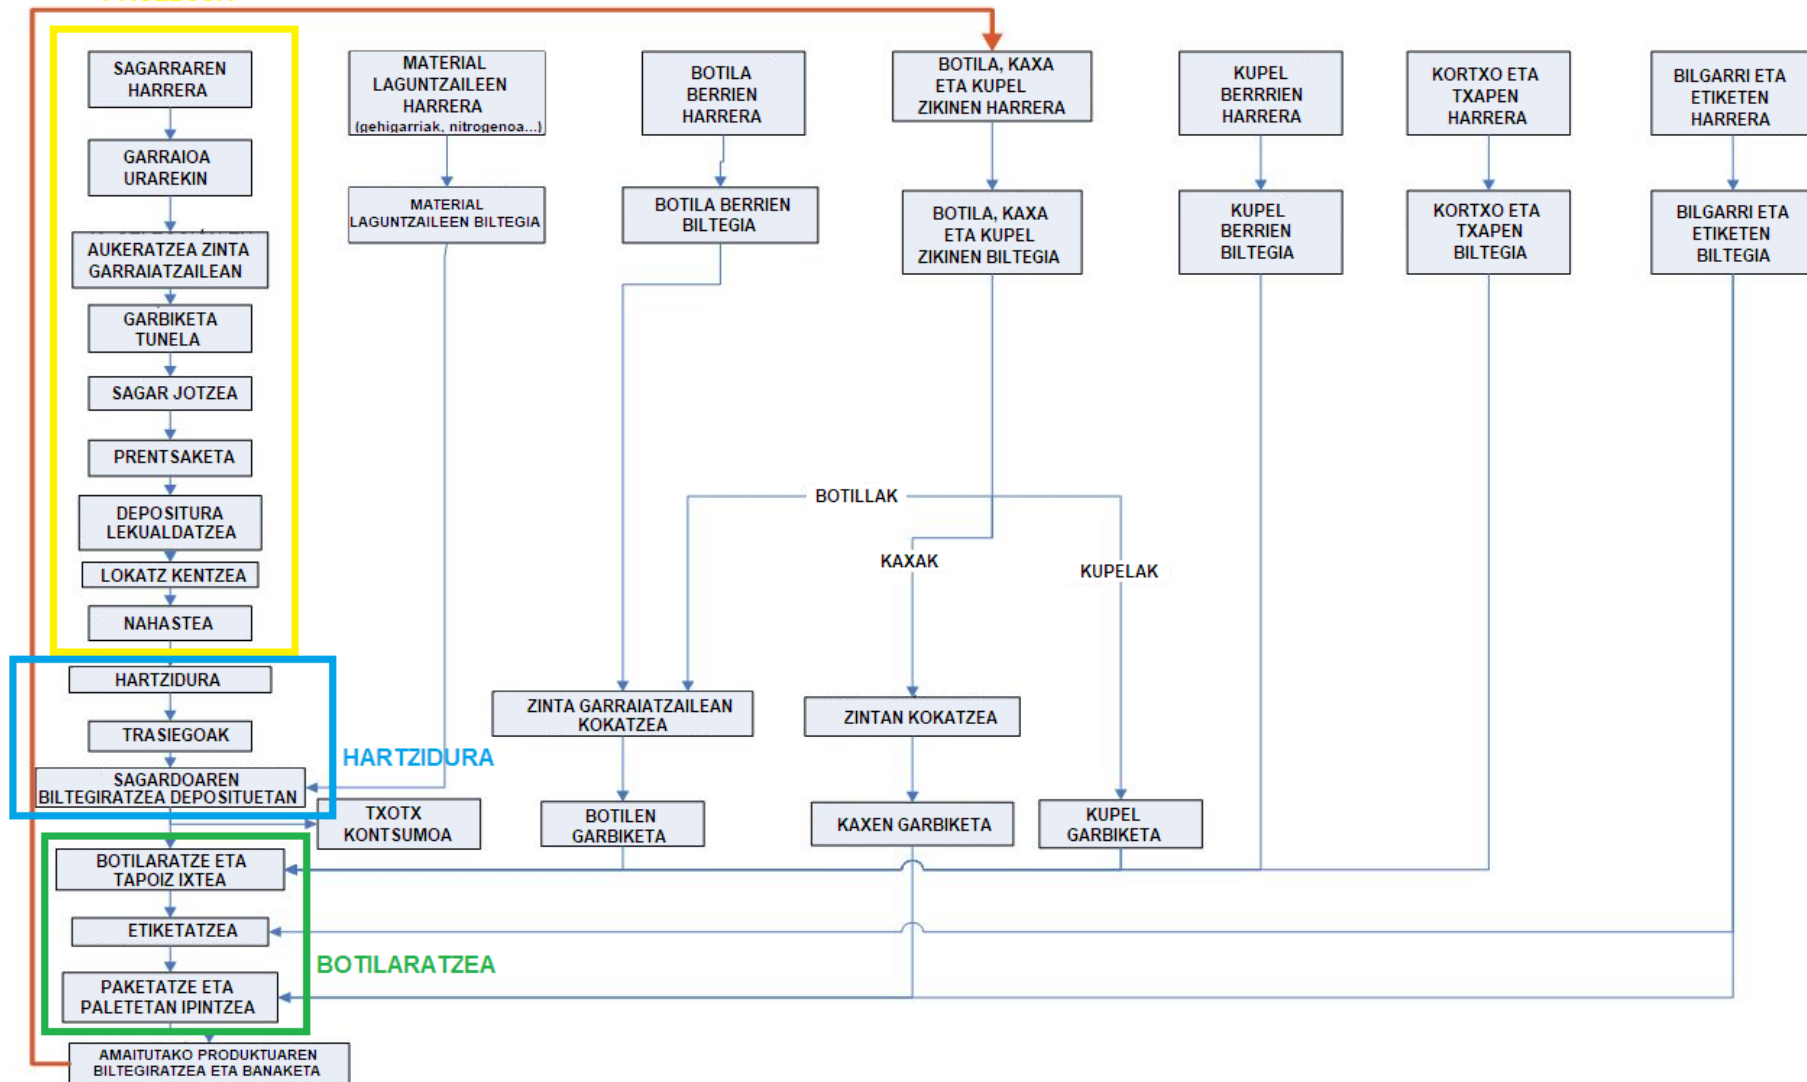 SAGARRAREN
HARRERA
GARRAIOA
URAREKIN
AUKERATZEA ZINTA
GARRAIATZAILEAN
GARBIKETA
TUNELA
SAGAR JOTZEA
PRENTSAKETA
DEPOSITURA
LEKUALDATZEA
LOKATZ KENTZEA
NAHASTEA
HARTZIDURA
TRASIEGOAK
SAGARDOAREN
BILTEGIRATZEA DEPOSITUETAN
HARTZIDURA
TXOTX
KONTSUMOA
BOTILARATZE ETA
TAPOIZ IXTEA
ETIKETATZEA
PAKETATZE ETA
PALETETAN IPINTZEA
BOTILARATZEA
AMAITUTAKO PRODUKTUAREN
BILTEGIRATZEA ETA BANAKETA
MATERIAL
LAGUNTZAILEEN
HARRERA
(gehigarriak, nitrogenoa...)
MATERIAL
LAGUNTZAILEEN BILTEGIA
BOTILA
BERRIEN
HARRERA
BOTILA BERRIEN
BILTEGIA
BOTILA, KAXA
ETA KUPEL
ZIKINEN HARRERA
BOTILA, KAXA
ETA KUPEL
ZIKINEN BILTEGIA
BOTILLAK
KAXAK
KUPELAK
ZINTA GARRAIATZAILEAN
KOKATZEA
ZINTAN KOKATZEA
BOTILEN
GARBIKETA
KAXEN GARBIKETA
KUPEL
GARBIKETA
KUPEL
BERRRIEN
HARRERA
KUPEL
BERRIEN
BILTEGIA
KORTXO ETA
TXAPEN
HARRERA
KORTXO ETA
TXAPEN
BILTEGIA
BILGARRI ETA
ETIKETEN
HARRERA
BILGARRI ETA
ETIKETEN
BILTEGIA